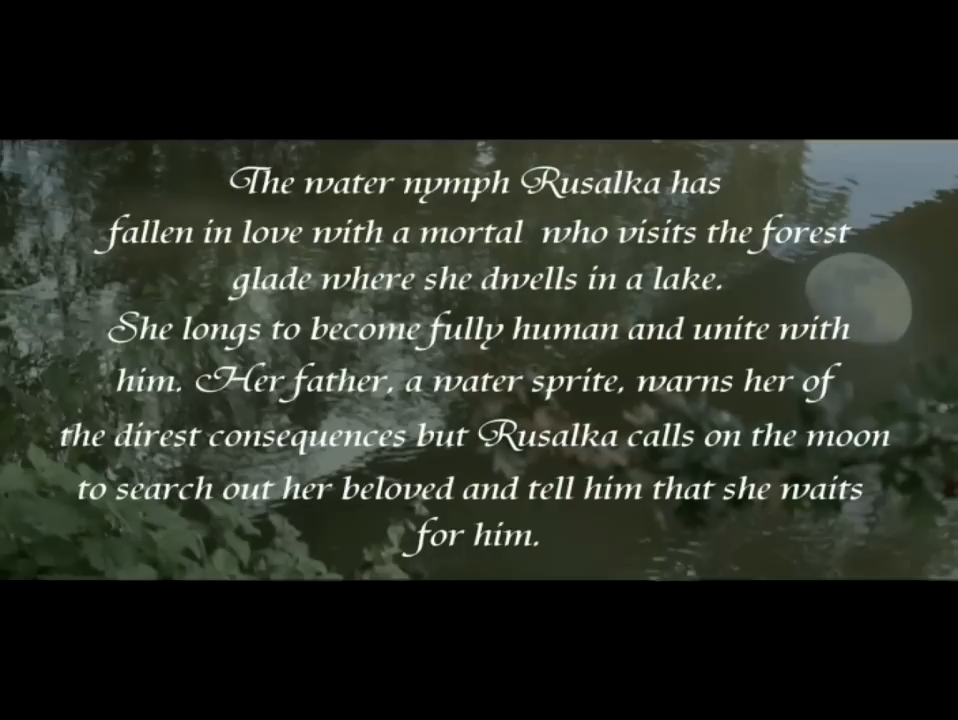 The water nymph Rusalka has
fallen in love with a mortal who visits the forest
glade where she dwells in a lake.
She longs to become fully human and unite with
him. Her father, a water sprite, warns her of
the direst consequences but Rusalka calls on the moon
to search out her beloved and tell him that she waits
for him.